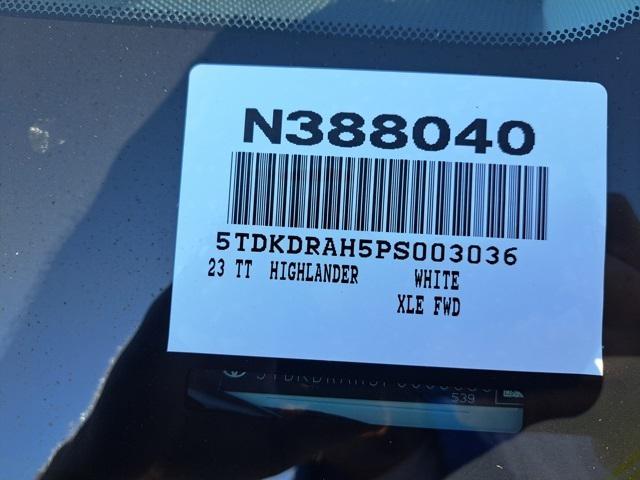 N388040
5TDKDRAH5PS003036
23 TT HIGHLANDER WHITE
XLE FWD
539